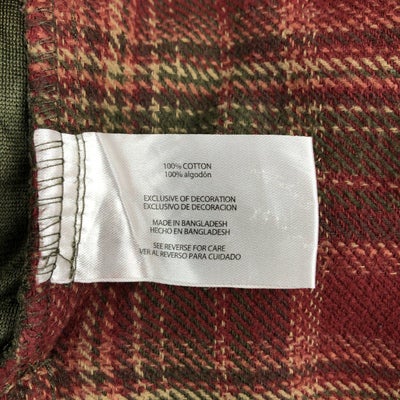 100% COTTON
100% algodón
EXCLUSIVE OF DECORATION
EXCLUSIVO DE DECORACION
MADE IN BANGLADESH
HECHO EN BANGLADESH
SEE REVERSE FOR CARE
VER AL REVERSO PARA CUIDADO